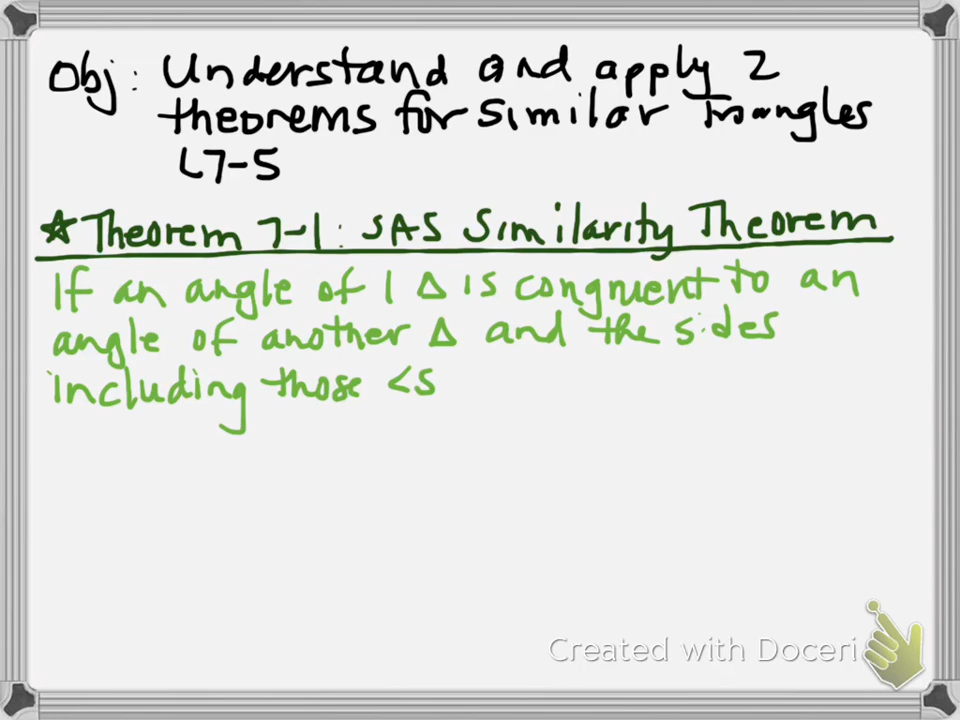 Obj: Understand and apply 2
theorems for similar triangles
L7-5
★ Theorem 7-1: SAS Similarity Theorem
If an angle of 1 Δ is congruent to an
angle of another Δ and the sides
including those <s
Created with Doceri